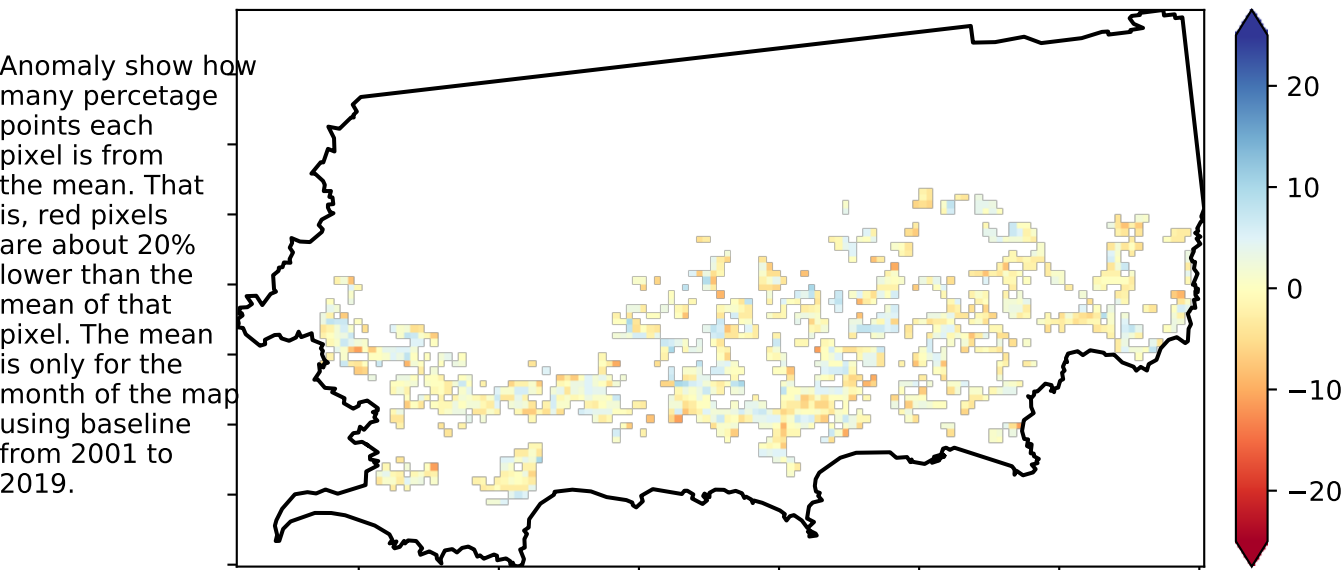 Anomaly show how
many percetage
points each
pixel is from
the mean. That
is, red pixels
are about 20%
lower than the
mean of that
pixel. The mean
is only for the
month of the map
using baseline
from 2001 to
2019.
20
10
0
−10
−20